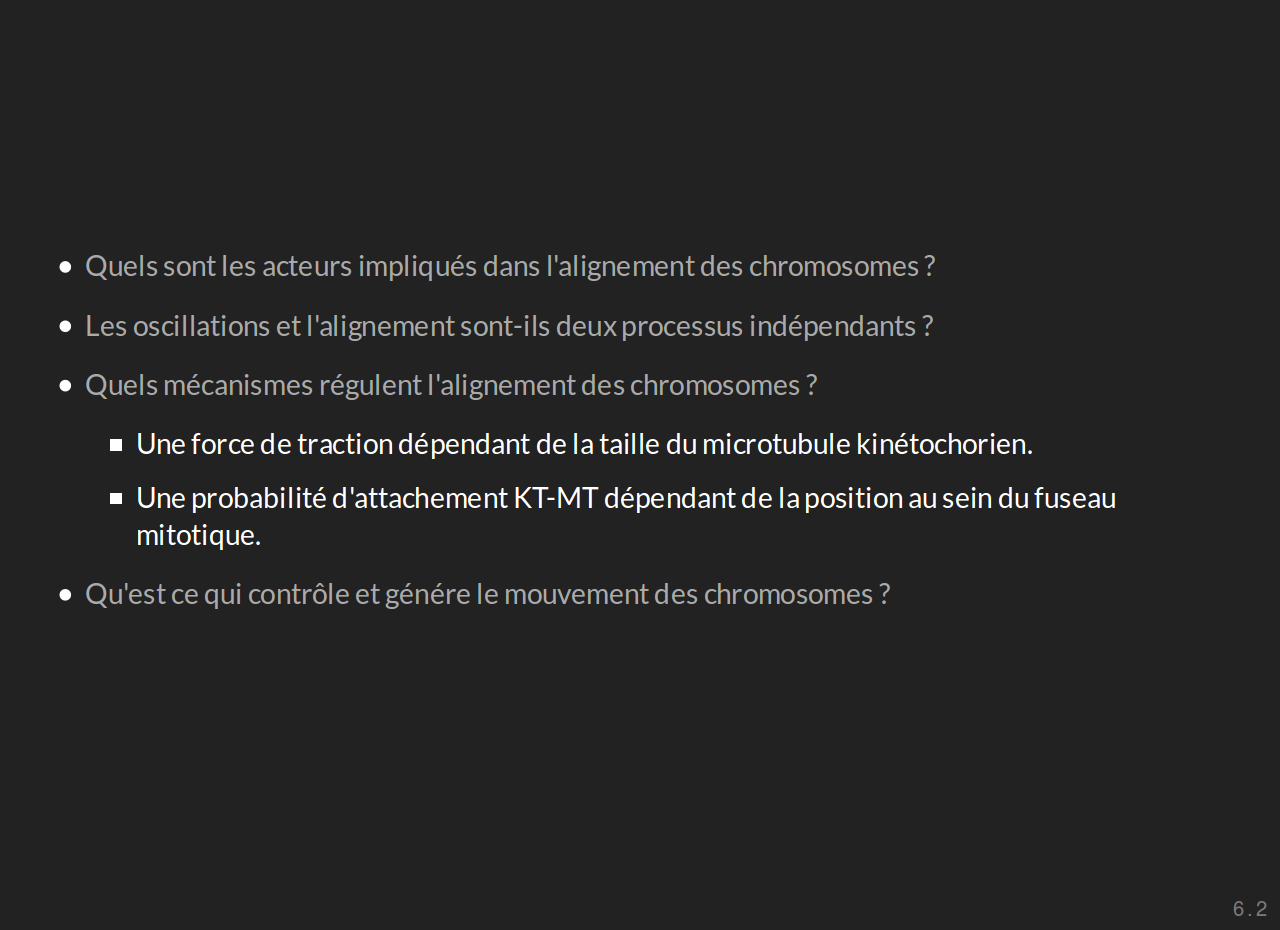 Quels sont les acteurs impliqués dans l'alignement des chromosomes ?
Les oscillations et l'alignement sont-ils deux processus indépendants ?
Quels mécanismes régulent l'alignement des chromosomes ?
Une force de traction dépendant de la taille du microtubule kinétochorien.
Une probabilité d'attachement KT-MT dépendant de la position au sein du fuseau
mitotique.
Qu'est ce qui contrôle et génére le mouvement des chromosomes ?
6.2